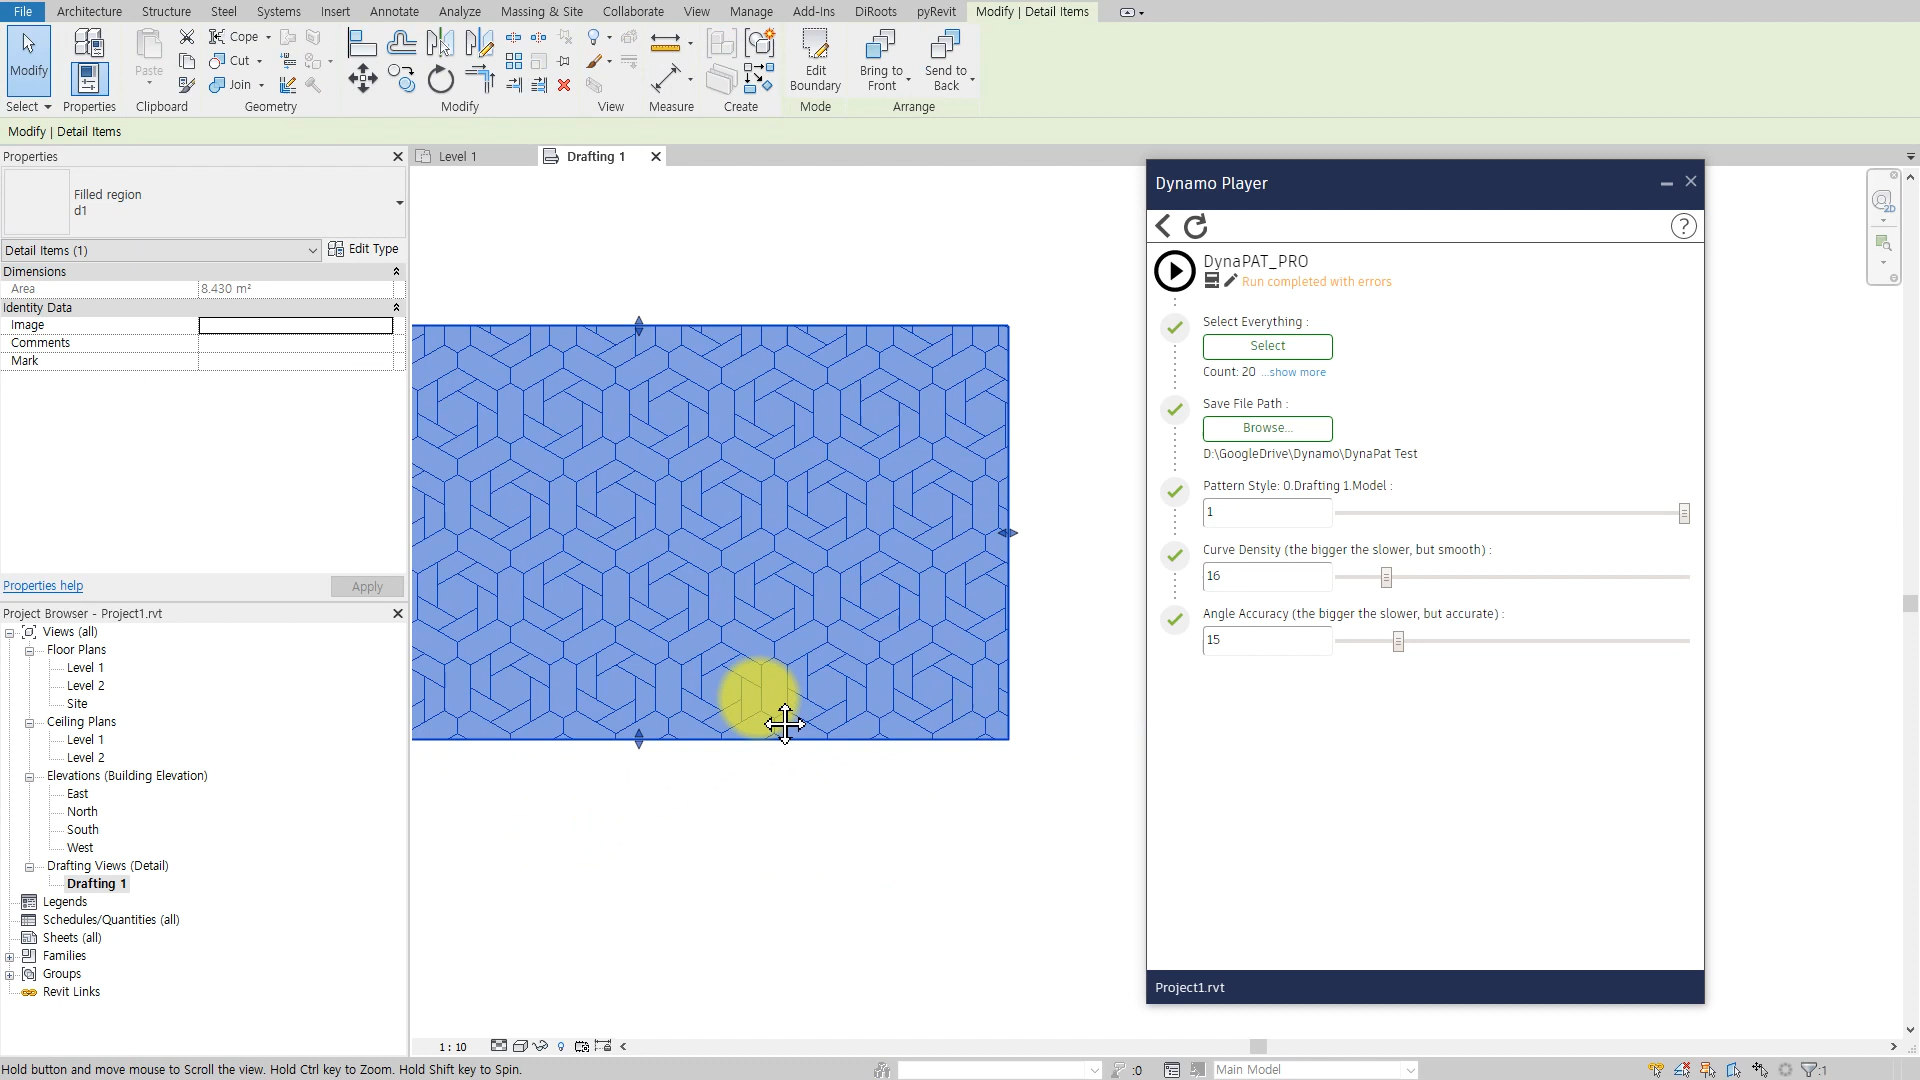 File Architecture Structure Steel Systems Insert Annotate Analyze Massing & Site Collaborate View Manage Add-Ins DiRoots pyRevit Modify | Detail Items
Modify
Paste
Cope
Cut
Join
Edit Boundary
Bring to Front
Send to Back
Select Properties Clipboard Geometry Modify View Measure Create Mode Arrange
Modify | Detail Items
Properties
Level 1
Drafting 1
Filled region
d1
Detail Items (1)
Edit Type
Dimensions
Area 8.430 m²
Identity Data
Image
Comments
Mark
Properties help
Apply
Project Browser - Project1.rvt
Views (all)
Floor Plans
Level 1
Level 2
Site
Ceiling Plans
Level 1
Level 2
Elevations (Building Elevation)
East
North
South
West
Drafting Views (Detail)
Drafting 1
Legends
Schedules/Quantities (all)
Sheets (all)
Families
Groups
Revit Links
Dynamo Player
?
DynaPAT_PRO
Run completed with errors
Select Everything :
Select
Count: 20 ...show more
Save File Path :
Browse...
D:\GoogleDrive\Dynamo\DynaPat Test
Pattern Style: 0.Drafting 1.Model :
1
Curve Density (the bigger the slower, but smooth) :
16
Angle Accuracy (the bigger the slower, but accurate) :
15
Project1.rvt
2D
1 : 10
Hold button and move mouse to Scroll the view. Hold Ctrl key to Zoom. Hold Shift key to Spin.
:0
Main Model
:1